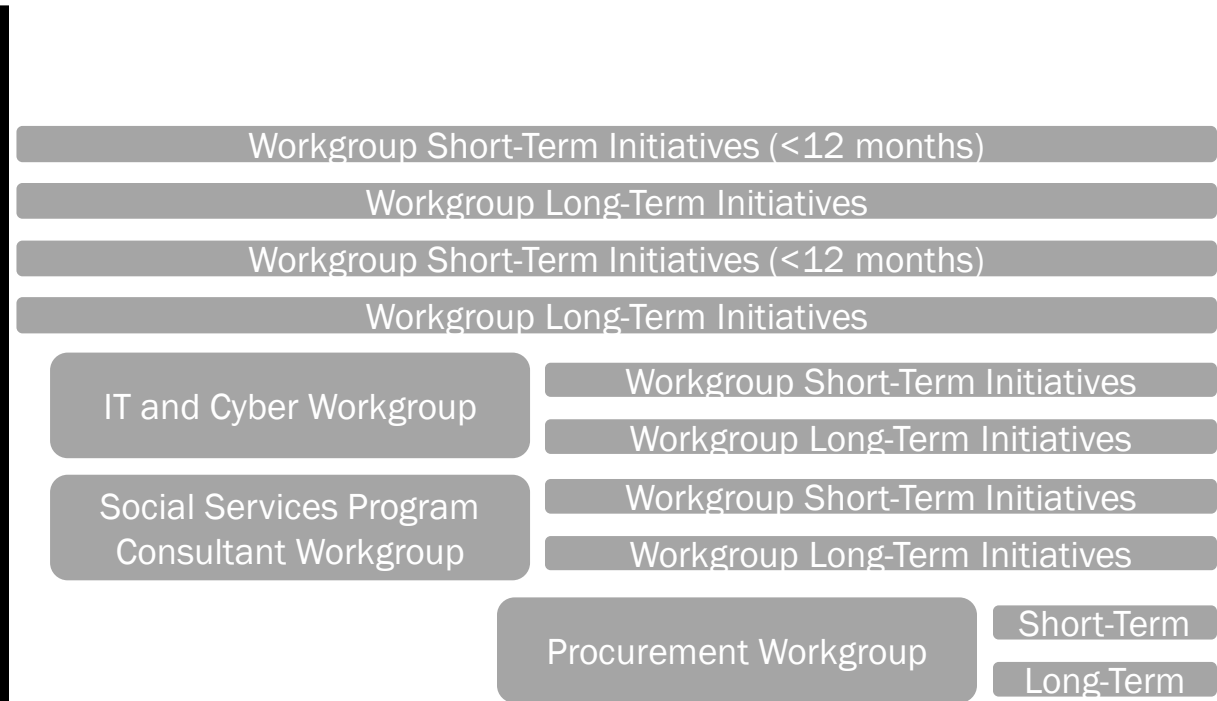 Workgroup Short-Term Initiatives (<12 months)
Workgroup Long-Term Initiatives
Workgroup Short-Term Initiatives (<12 months)
Workgroup Long-Term Initiatives
IT and Cyber Workgroup
Workgroup Short-Term Initiatives
Workgroup Long-Term Initiatives
Social Services Program
Consultant Workgroup
Workgroup Short-Term Initiatives
Workgroup Long-Term Initiatives
Procurement Workgroup
Short-Term
Long-Term